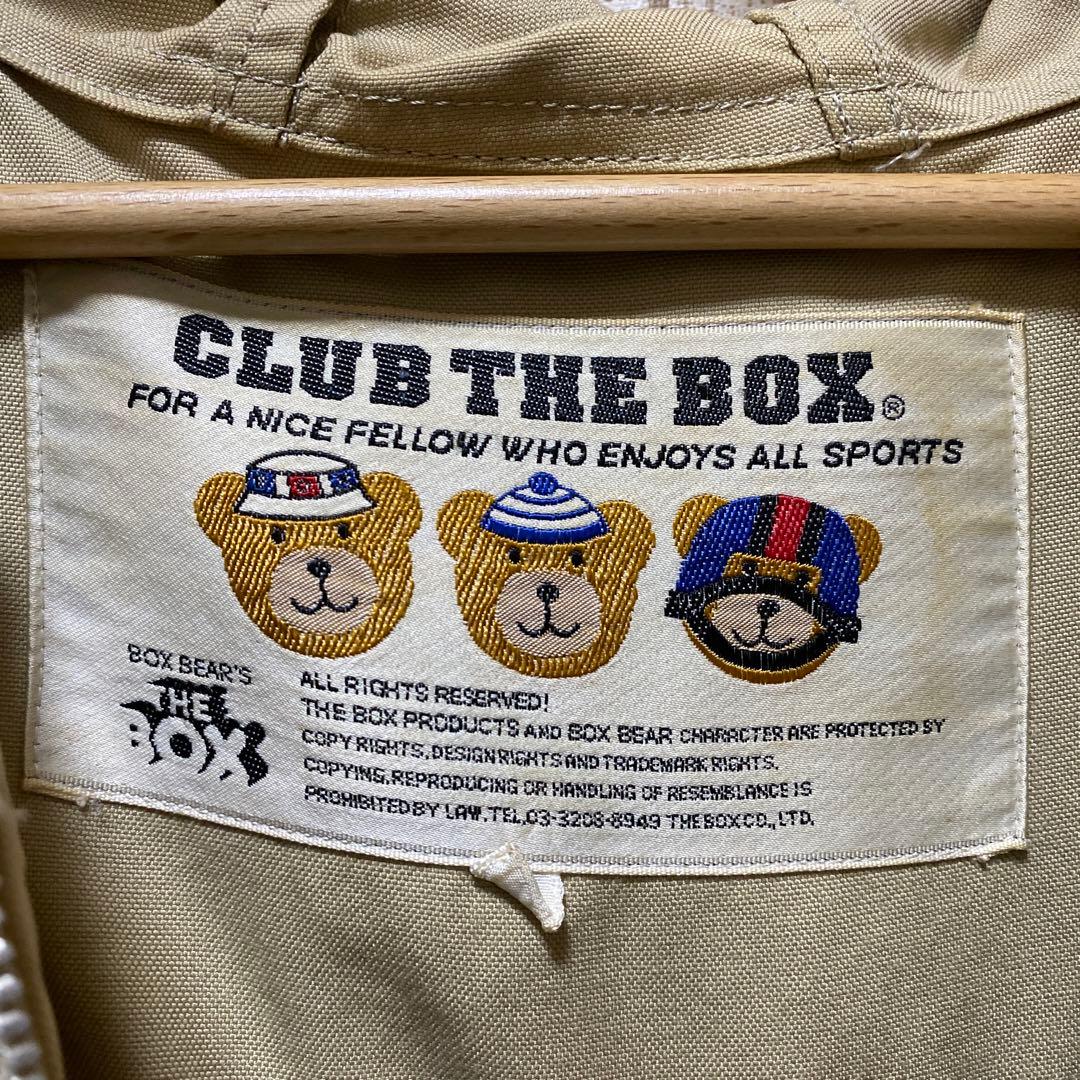 CLUB THE BOX®
FOR A NICE FELLOW WHO ENJOYS ALL SPORTS
BOX BEAR'S
THE
BOX
ALL RIGHTS RESERVED!
THE BOX PRODUCTS AND BOX BEAR CHARACTER ARE PROTECTED BY
COPYRIGHTS, DESIGN RIGHTS AND TRADEMARK RIGHTS.
COPYING, REPRODUCING OR HANDLING OF RESEMBLANCE IS
PROHIBITED BY LAW. TEL.03-3208-8949 THE BOX CO., LTD.